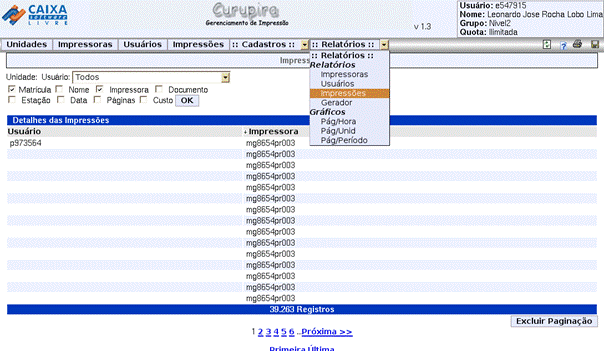 CAIXA
software
LIVRE
Curupira
Gerenciamento de Impressão
v 1.3
Usuário: e547915
Nome: Leonardo Jose Rocha Lobo Lima
Grupo: Nível2
Quota: Ilimitada
Unidades Impressoras Usuários Impressões :: Cadastros :: :: Relatórios ::
:: Relatórios ::
Relatórios
Impressoras
Usuários
Impressões
Gerador
Gráficos
Pág/Hora
Pág/Unid
Pág/Período
Impress
Unidade: Usuário: Todos
Matrícula Nome Impressora Documento
Estação Data Páginas Custo OK
Detalhes das Impressões
Usuário Impressora
p973564 mg8654pr003
mg8654pr003
mg8654pr003
mg8654pr003
mg8654pr003
mg8654pr003
mg8654pr003
mg8654pr003
mg8654pr003
mg8654pr003
mg8654pr003
mg8654pr003
mg8654pr003
mg8654pr003
mg8654pr003
39.263 Registros
Excluir Paginação
1 2 3 4 5 6 ..Próxima >>
Primeira Última